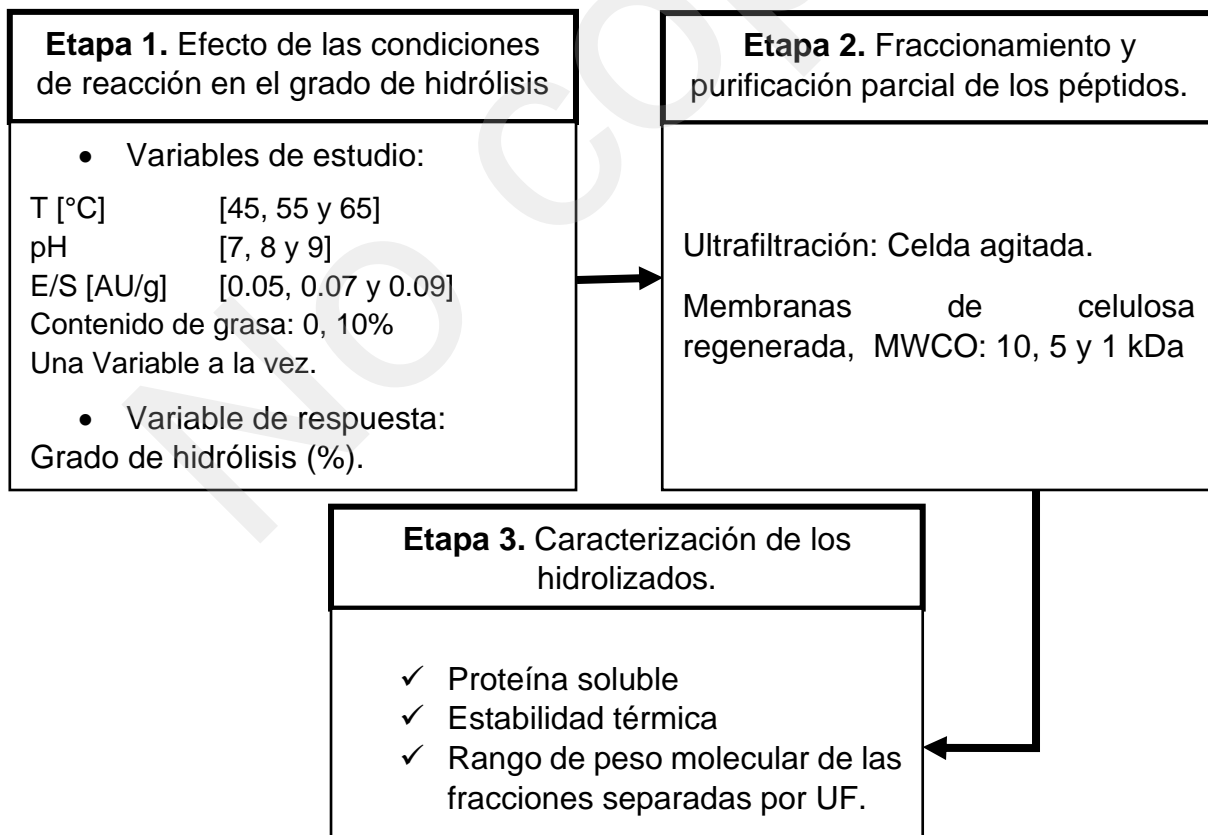 Etapa 1. Efecto de las condiciones
de reacción en el grado de hidrólisis
• Variables de estudio:
T [°C] [45, 55 y 65]
pH [7, 8 y 9]
E/S [AU/g] [0.05, 0.07 y 0.09]
Contenido de grasa: 0, 10%
Una Variable a la vez.
• Variable de respuesta:
Grado de hidrólisis (%).
Etapa 2. Fraccionamiento y
purificación parcial de los péptidos.
Ultrafiltración: Celda agitada.
Membranas de celulosa
regenerada, MWCO: 10, 5 y 1 kDa
Etapa 3. Caracterización de los
hidrolizados.
✓ Proteína soluble
✓ Estabilidad térmica
✓ Rango de peso molecular de las
fracciones separadas por UF.
No cop